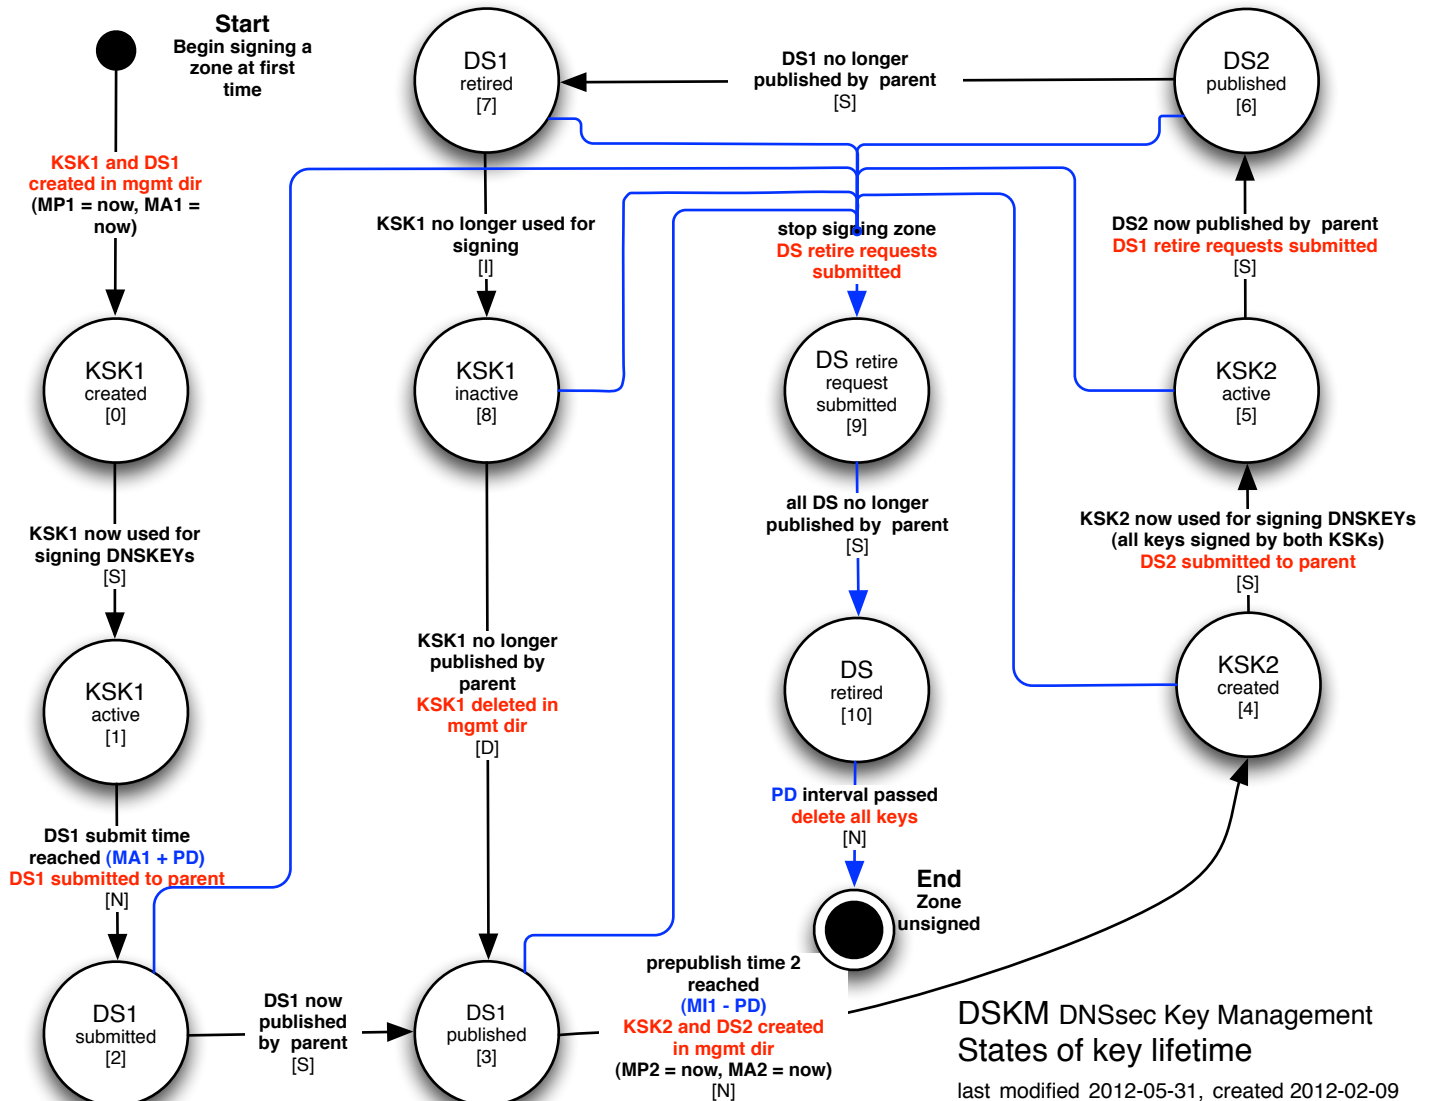 Start
Begin signing a
zone at first
time
KSK1 and DS1
created in mgmt dir
(MP1 = now, MA1 =
now)
KSK1
created
[0]
KSK1 now used for
signing DNSKEYs
[S]
KSK1
active
[1]
DS1 submit time
reached (MA1 + PD)
DS1 submitted to parent
[N]
DS1
submitted
[2]
DS1 now
published
by parent
[S]
DS1
published
[3]
prepublish time 2
reached
(MI1 - PD)
KSK2 and DS2 created
in mgmt dir
(MP2 = now, MA2 = now)
[N]
KSK2
created
[4]
KSK2 now used for signing DNSKEYs
(all keys signed by both KSKs)
DS2 submitted to parent
[S]
KSK2
active
[5]
DS2 now published by parent
DS1 retire requests submitted
[S]
DS2
published
[6]
DS1 no longer
published by parent
[S]
DS1
retired
[7]
KSK1 no longer used for
signing
[I]
KSK1
inactive
[8]
KSK1 no longer
published by
parent
KSK1 deleted in
mgmt dir
[D]
stop signing zone
DS retire requests
submitted
DS retire
request
submitted
[9]
all DS no longer
published by parent
[S]
DS
retired
[10]
PD interval passed
delete all keys
[N]
End
Zone
unsigned
DSKM DNSsec Key Management
States of key lifetime
last modified 2012-05-31, created 2012-02-09